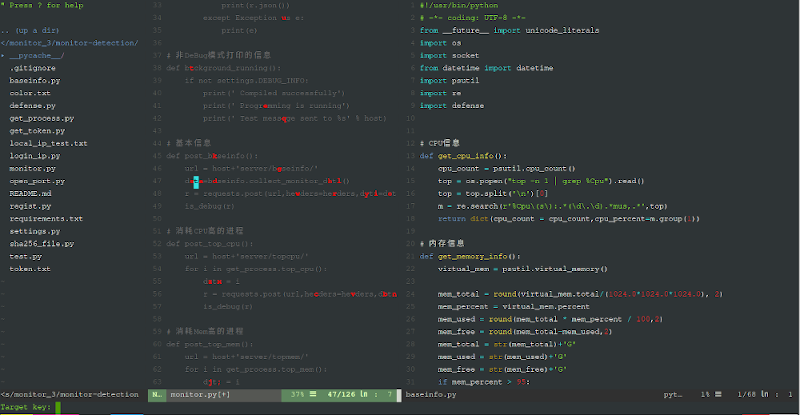 " Press ? for help
.. (up a dir)
</monitor_3/monitor-detection/
▸ __pycache__/
.gitignore
baseinfo.py
color.txt
defense.py
get_process.py
get_token.py
local_ip_test.txt
login_ip.py
monitor.py
open_port.py
README.md
regist.py
requirements.txt
settings.py
sha256_file.py
test.py
token.txt
<s/monitor_3/monitor-detection
33 print(r.json())
34 except Exception as e:
35 print(e)
36
37 # 非DeBug模式打印的信息
38 def background_running():
39 if not settings.DEBUG_INFO:
40 print(' Compiled successfully')
41 print(' Programming is running')
42 print(' Test message sent to %s' % host)
43
44
45 # 基本信息
46 def post_baseinfo():
47 url = host+'server/baseinfo/'
47
48 r = requests.post(url,
49 is_debug(r)
50
51 # 消耗CPU高的进程
52 def post_top_cpu():
53 url = host+'server/topcpu/'
54 for i in get_process.top_cpu():
55 = i
56 r = requests.post(url,
57 is_debug(r)
58
59 # 消耗Mem高的进程
60 def post_top_mem():
61 url = host+'server/topmem/'
62 for i in get_process.top_mem():
63 = i
N… monitor.py[+] 37% ☰ 47/126 ln : 7
1 #!/usr/bin/python
2 # -*- coding: UTF-8 -*-
3 from __future__ import unicode_literals
4 import os
5 import socket
6 from datetime import datetime
7 import psutil
8 import re
9 import defense
10
11
12 # CPU信息
13 def get_cpu_info():
14 cpu_count = psutil.cpu_count()
15 top = os.popen("top -n 1 | grep %Cpu").read()
16 top = top.split('\n')[0]
17 m = re.search(r'%Cpu\(s\):.*(\d\.\d).*mus,.*',top)
18 return dict(cpu_count = cpu_count,cpu_percent=m.group(1))
19
20 # 内存信息
21 def get_memory_info():
22 virtual_mem = psutil.virtual_memory()
23
24 mem_total = round(virtual_mem.total/(1024.0*1024.0*1024.0), 2)
25 mem_percent = virtual_mem.percent
26 mem_used = round(mem_total * mem_percent / 100,2)
27 mem_free = round(mem_total-mem_used,2)
28 mem_total = str(mem_total)+'G'
29 mem_used = str(mem_used)+'G'
30 mem_free = str(mem_free)+'G'
31 if mem_percent > 95:
baseinfo.py pyt… 1% ☰ 1/68 ln : 1
Target key: